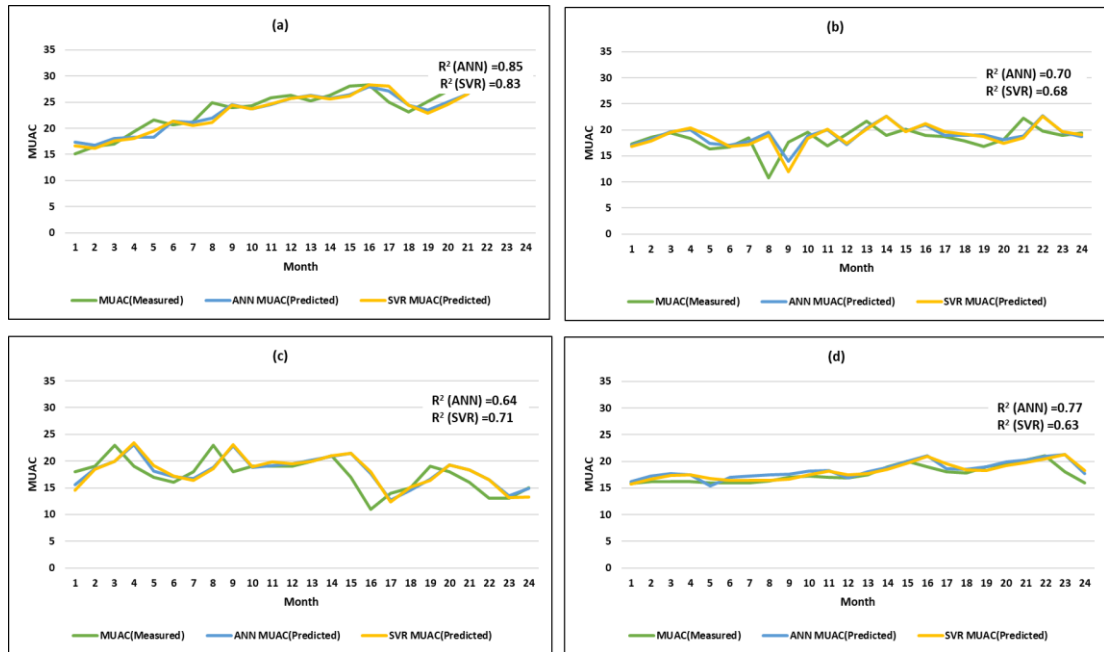 (a)
35
30
25
20
15
10
5
0
MUAC
R² (ANN) =0.85
R² (SVR) =0.83
1 2 3 4 5 6 7 8 9 10 11 12 13 14 15 16 17 18 19 20 21 22 23 24
Month
MUAC(Measured) ANN MUAC(Predicted) SVR MUAC(Predicted)
(b)
35
30
25
20
15
10
5
0
MUAC
R² (ANN) =0.70
R² (SVR) =0.68
1 2 3 4 5 6 7 8 9 10 11 12 13 14 15 16 17 18 19 20 21 22 23 24
Month
MUAC(Measured) ANN MUAC(Predicted) SVR MUAC(Predicted)
(c)
35
30
25
20
15
10
5
0
MUAC
R² (ANN) =0.64
R² (SVR) =0.71
1 2 3 4 5 6 7 8 9 10 11 12 13 14 15 16 17 18 19 20 21 22 23 24
Month
MUAC(Measured) ANN MUAC(Predicted) SVR MUAC(Predicted)
(d)
35
30
25
20
15
10
5
0
MUAC
R² (ANN) =0.77
R² (SVR) =0.63
1 2 3 4 5 6 7 8 9 10 11 12 13 14 15 16 17 18 19 20 21 22 23 24
Month
MUAC(Measured) ANN MUAC(Predicted) SVR MUAC(Predicted)